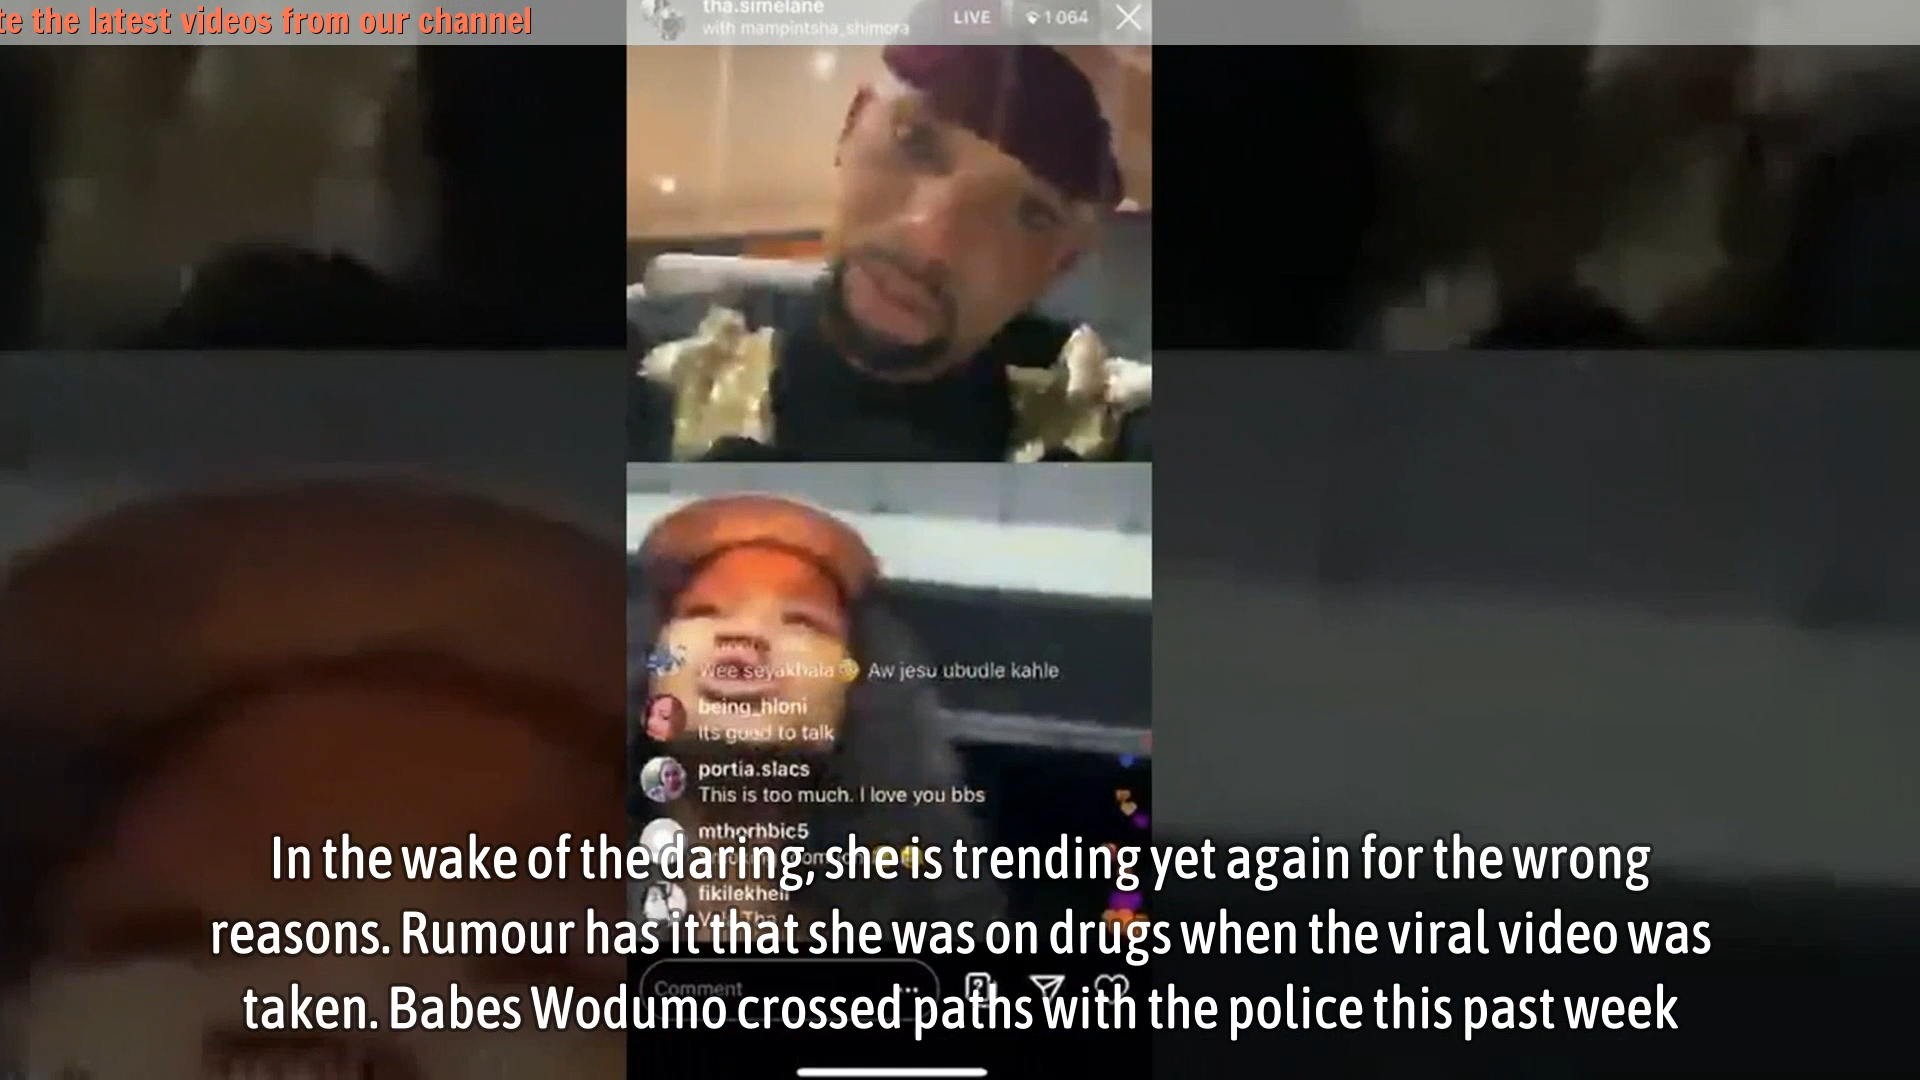 te the latest videos from our channel
tha.simelane
with mampintsha_shimora
LIVE
1 064
Wee seyakhala Aw jesu ubudle kahle
being_hloni
Its good to talk
portia.slacs
This is too much. I love you bbs
mthorhbic5
fikilekheii
Comment
In the wake of the daring, she is trending yet again for the wrong
reasons. Rumour has it that she was on drugs when the viral video was
taken. Babes Wodumo crossed paths with the police this past week